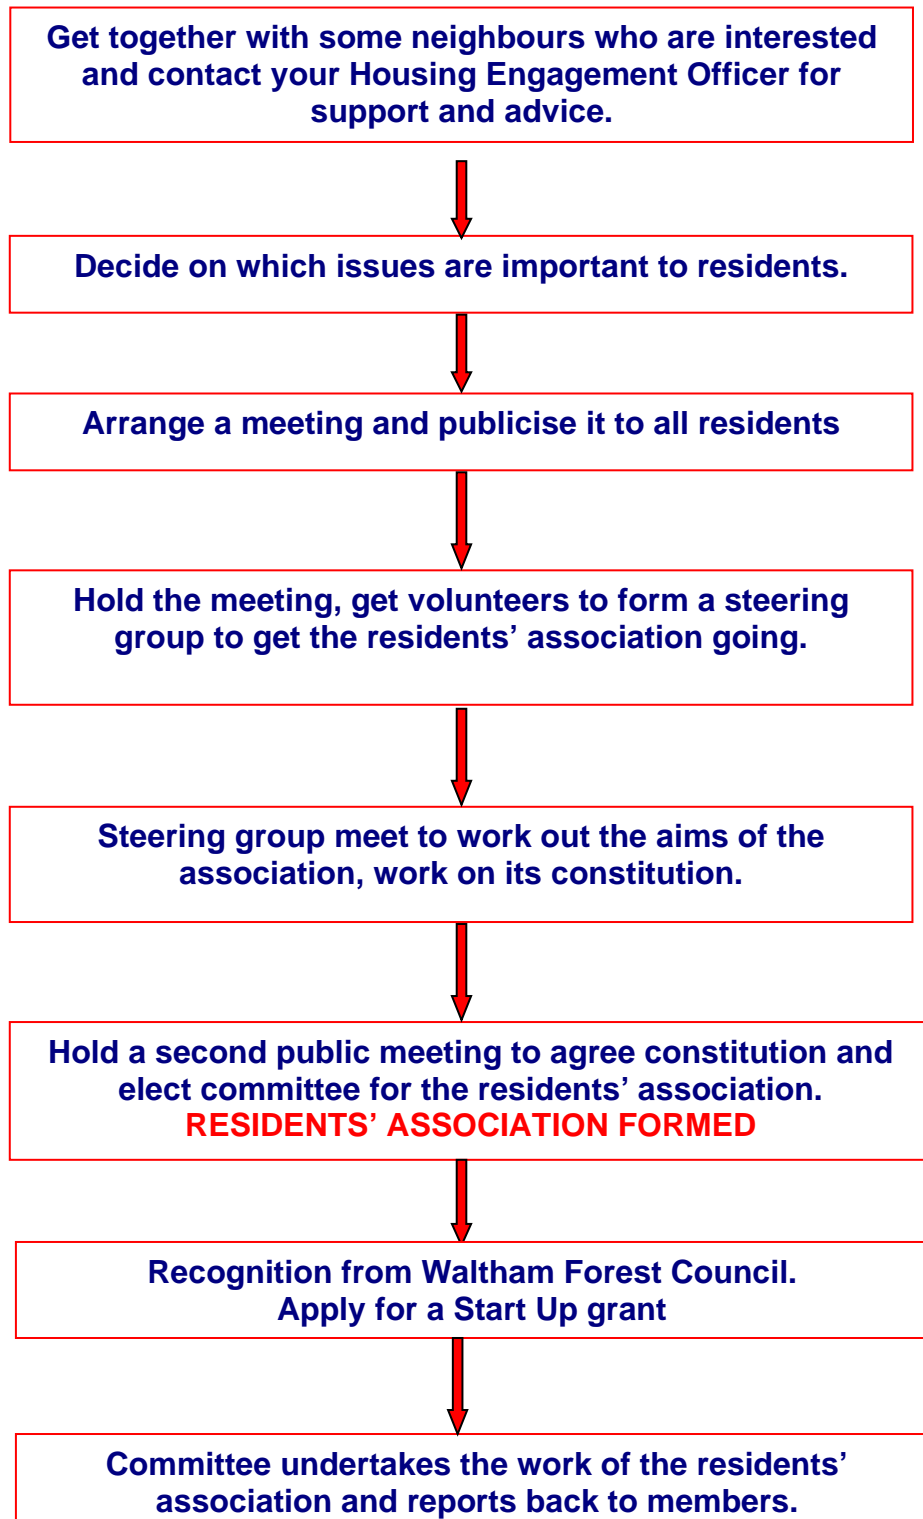 Get together with some neighbours who are interested
and contact your Housing Engagement Officer for
support and advice.
Decide on which issues are important to residents.
Arrange a meeting and publicise it to all residents
Hold the meeting, get volunteers to form a steering
group to get the residents’ association going.
Steering group meet to work out the aims of the
association, work on its constitution.
Hold a second public meeting to agree constitution and
elect committee for the residents’ association.
RESIDENTS’ ASSOCIATION FORMED
Recognition from Waltham Forest Council.
Apply for a Start Up grant
Committee undertakes the work of the residents’
association and reports back to members.